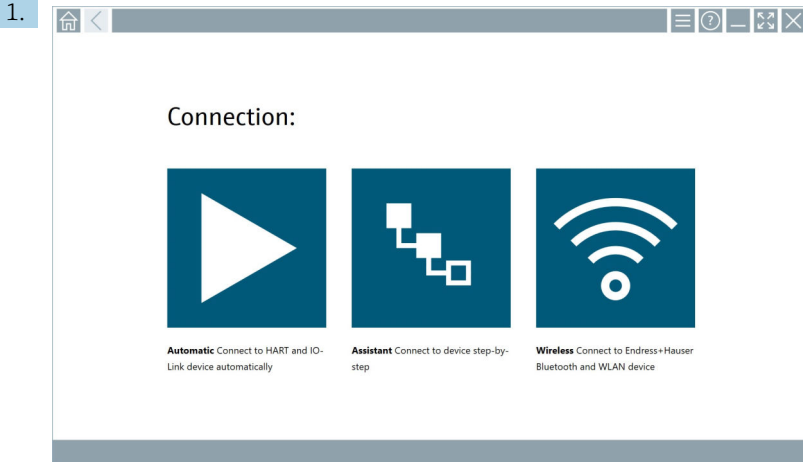 1.
Connection:
Automatic Connect to HART and IO-
Link device automatically
Assistant Connect to device step-by-
step
Wireless Connect to Endress+Hauser
Bluetooth and WLAN device